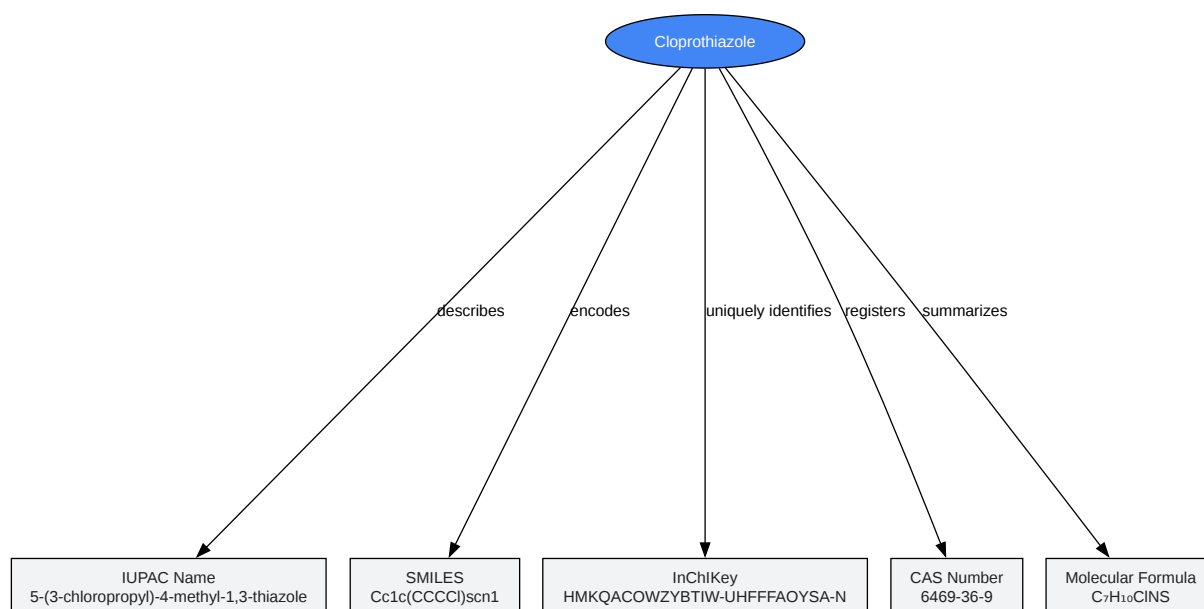 Cloprothiazole
describes
encodes
uniquely identifies
registers
summarizes
IUPAC Name
5-(3-chloropropyl)-4-methyl-1,3-thiazole
SMILES
Cc1c(CCCCl)scn1
InChIKey
HMKQACOWZYBTIW-UHFFFAOYSA-N
CAS Number
6469-36-9
Molecular Formula
C₇H₁₀ClNS